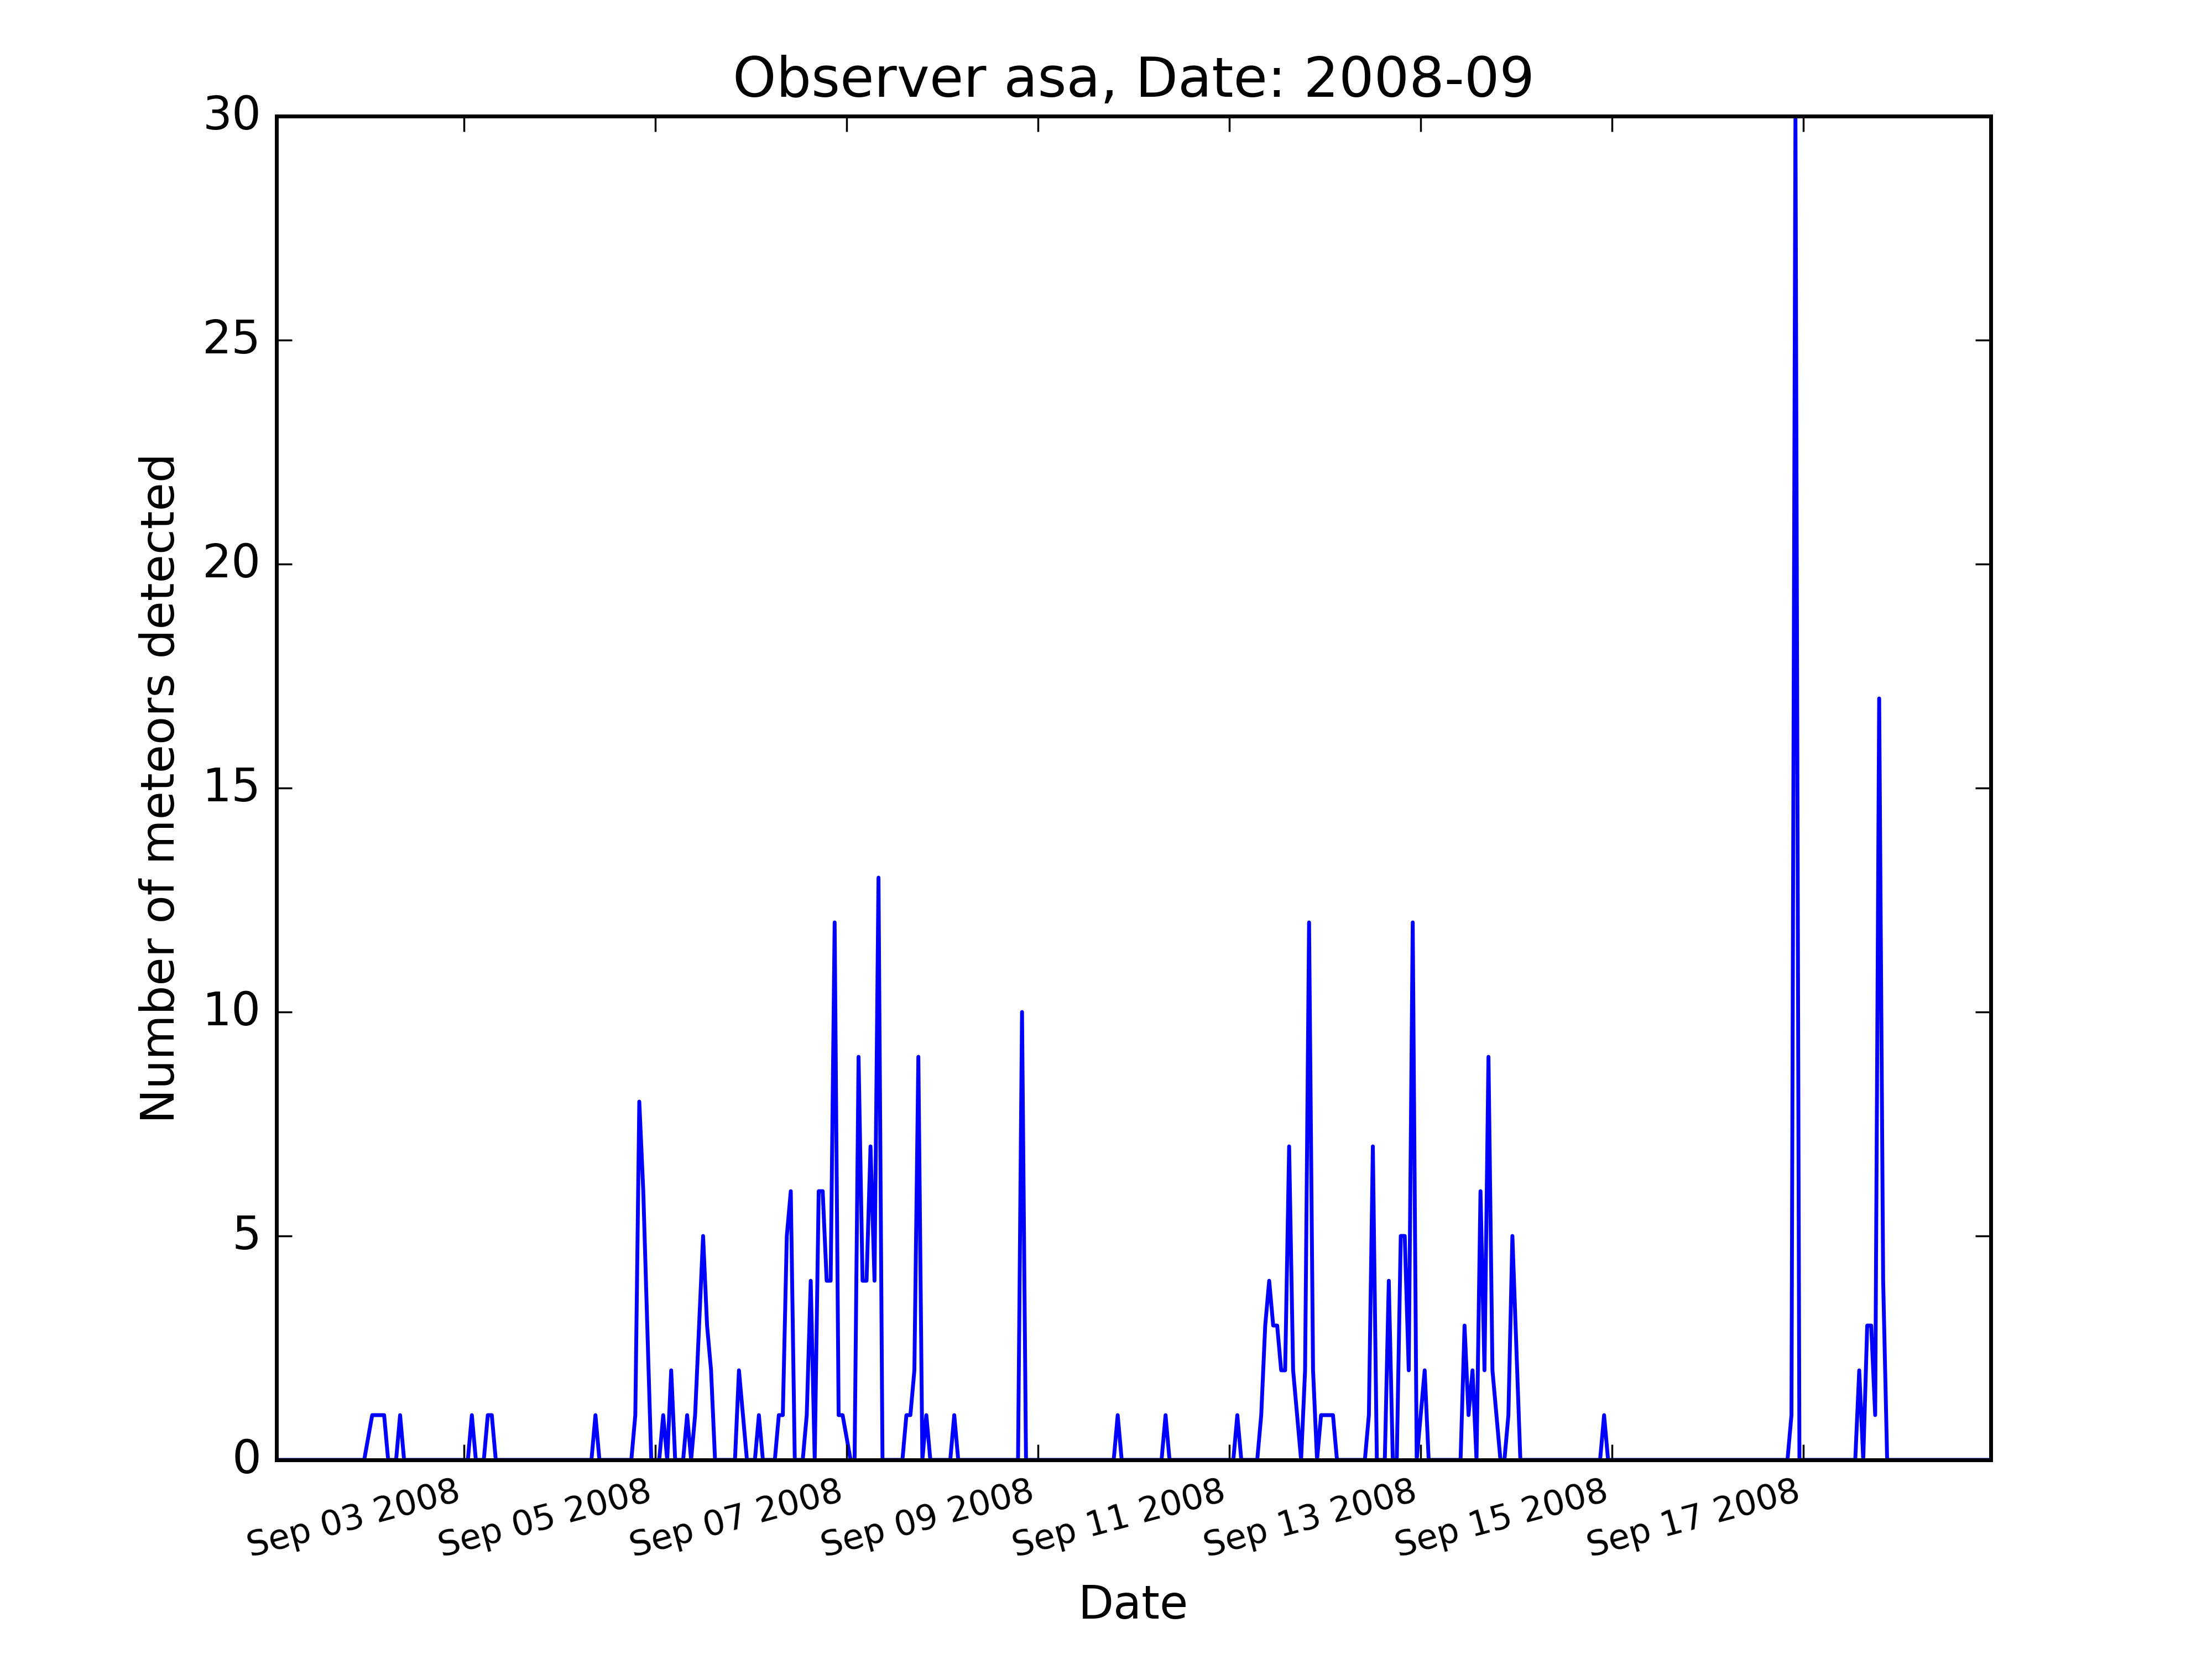 Observer asa, Date: 2008-09
30
25
20
15
10
5
0
Number of meteors detected
Sep 03 2008
Sep 05 2008
Sep 07 2008
Sep 09 2008
Sep 11 2008
Sep 13 2008
Sep 15 2008
Sep 17 2008
Date